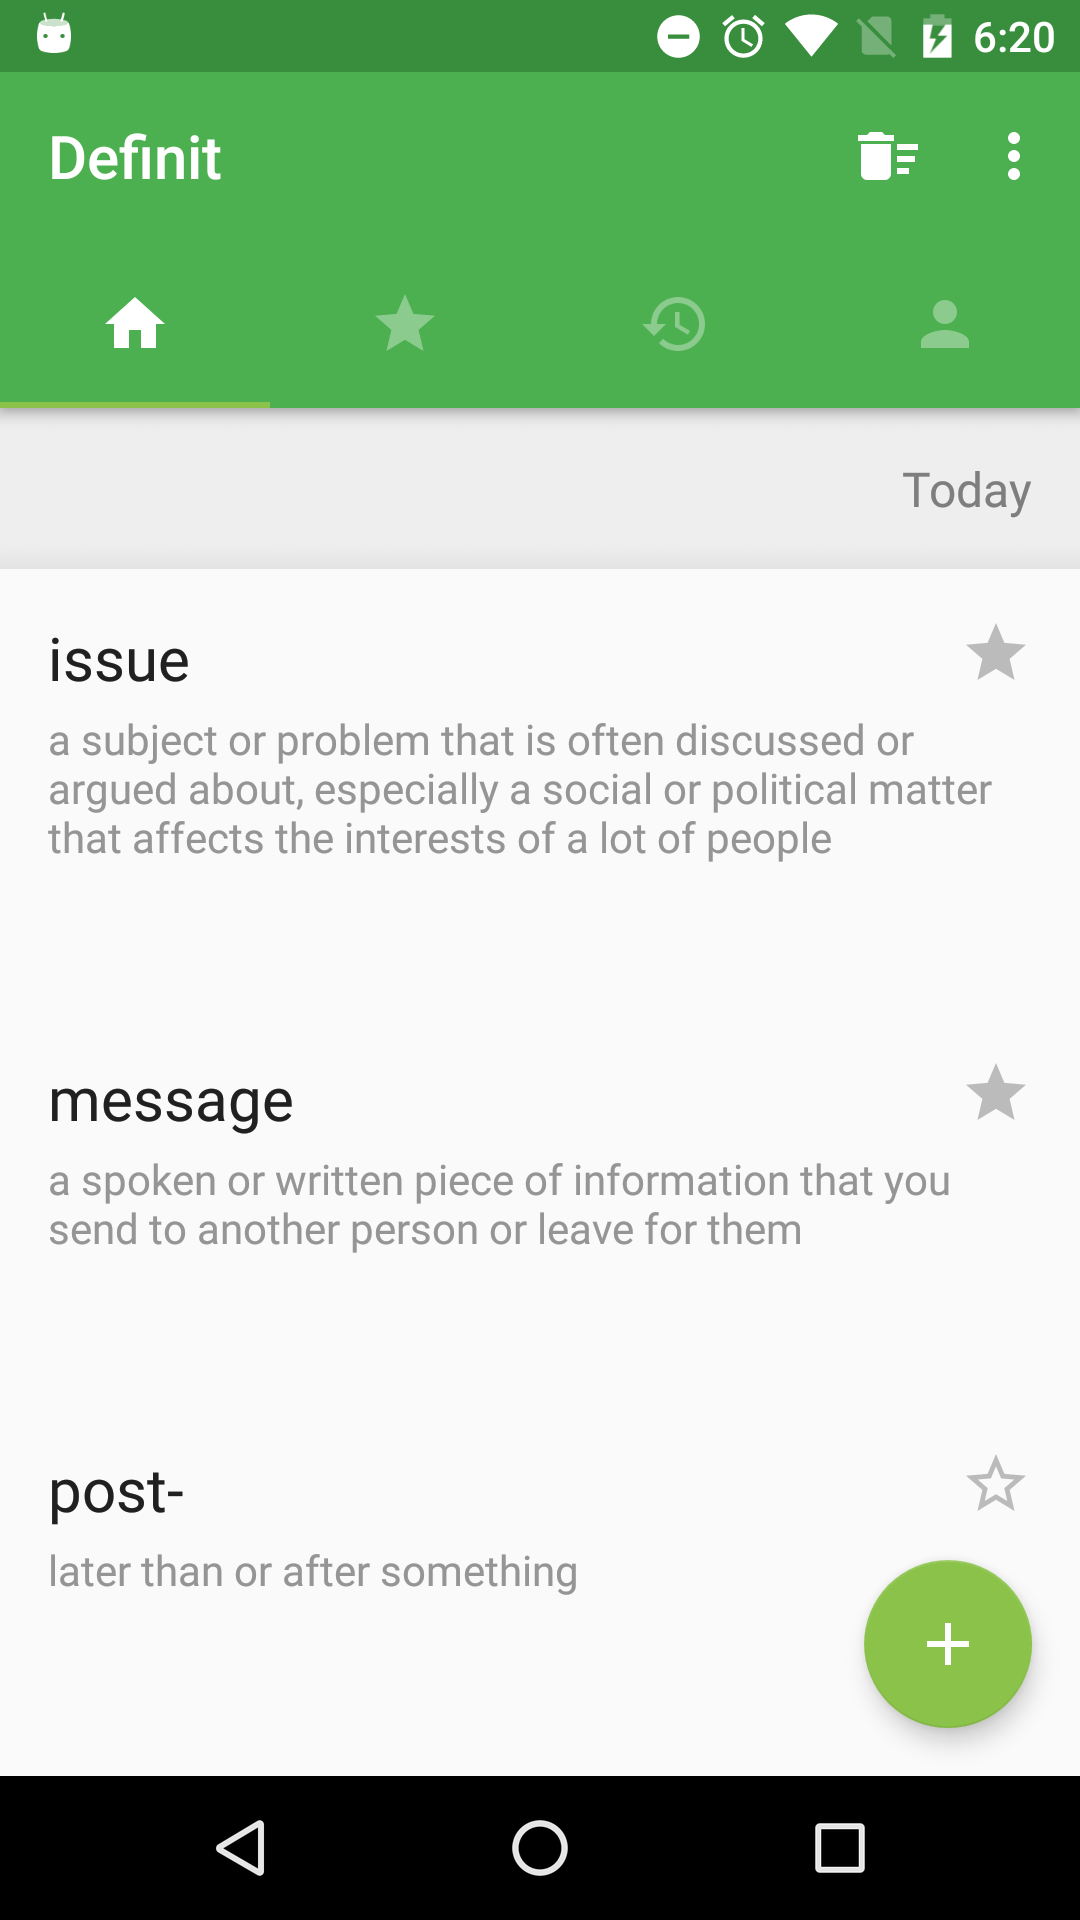 6:20
Definit
Today
issue
a subject or problem that is often discussed or
argued about, especially a social or political matter
that affects the interests of a lot of people
message
a spoken or written piece of information that you
send to another person or leave for them
post-
later than or after something